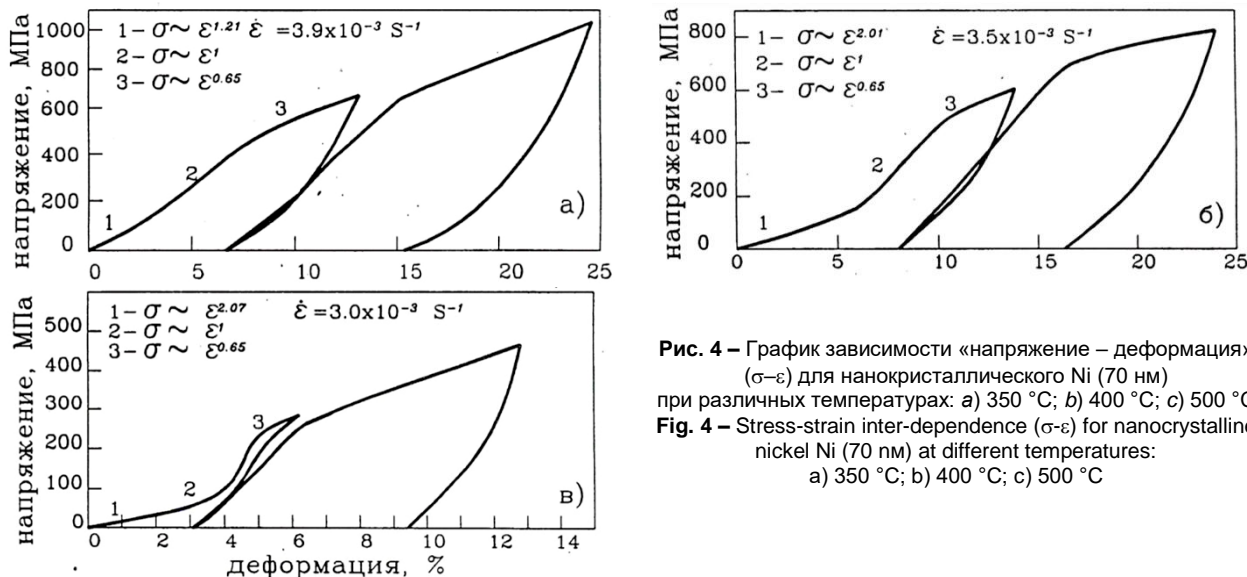 напряжение, МПа
1000
800
600
400
200
0
1 – σ ~ ε^1.21 ε̇ = 3.9x10^-3 S^-1
2 – σ ~ ε^1
3 – σ ~ ε^0.65
1
2
3
а)
0 5 10 15 20 25
напряжение, МПа
800
600
400
200
0
1 – σ ~ ε^2.01 ε̇ = 3.5x10^-3 S^-1
2 – σ ~ ε^1
3 – σ ~ ε^0.65
1
2
3
б)
0 5 10 15 20 25
напряжение, МПа
500
400
300
200
100
0
1 – σ ~ ε^2.07 ε̇ = 3.0x10^-3 S^-1
2 – σ ~ ε^1
3 – σ ~ ε^0.65
1
2
3
в)
0 2 4 6 8 10 12 14
деформация, %
Рис. 4 – График зависимости «напряжение – деформация»
(σ–ε) для нанокристаллического Ni (70 нм)
при различных температурах: a) 350 °C; b) 400 °C; c) 500 °C
Fig. 4 – Stress-strain inter-dependence (σ-ε) for nanocrystalline
nickel Ni (70 nм) at different temperatures:
a) 350 °C; b) 400 °C; c) 500 °C